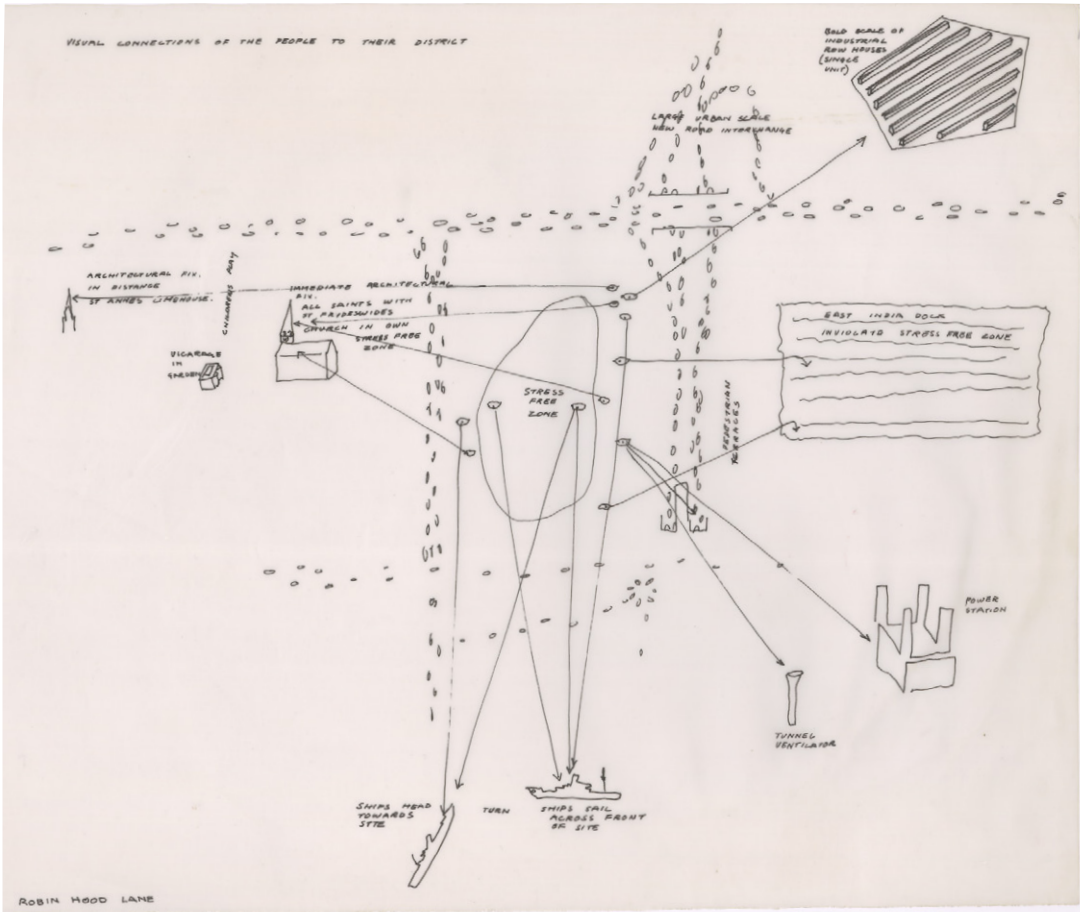 VISUAL CONNECTIONS OF THE PEOPLE TO THEIR DISTRICT
BOLD SCALE OF
INDUSTRIAL
ROW HOUSES
(SINGLE
UNIT)
LARGE URBAN SCALE
NEW ROAD INTERCHANGE
ARCHITECTURAL FIX.
IN DISTANCE
ST ANNES LIMEHOUSE.
CHILDRENS PLAY
IMMEDIATE ARCHITECTURAL
FIX.
ALL SAINTS WITH
ST FRIDESWIDES
CHURCH IN OWN
STRESS FREE
ZONE
VICARAGE
IN
GARDEN
STRESS
FREE
ZONE
EAST INDIA DOCK
INVIOLATE STRESS FREE ZONE
PEDESTRIAN
TERRACES
POWER
STATION
TUNNEL
VENTILATOR
SHIPS HEAD
TOWARDS
SITE
TURN
SHIPS SAIL
ACROSS FRONT
OF SITE
ROBIN HOOD LANE